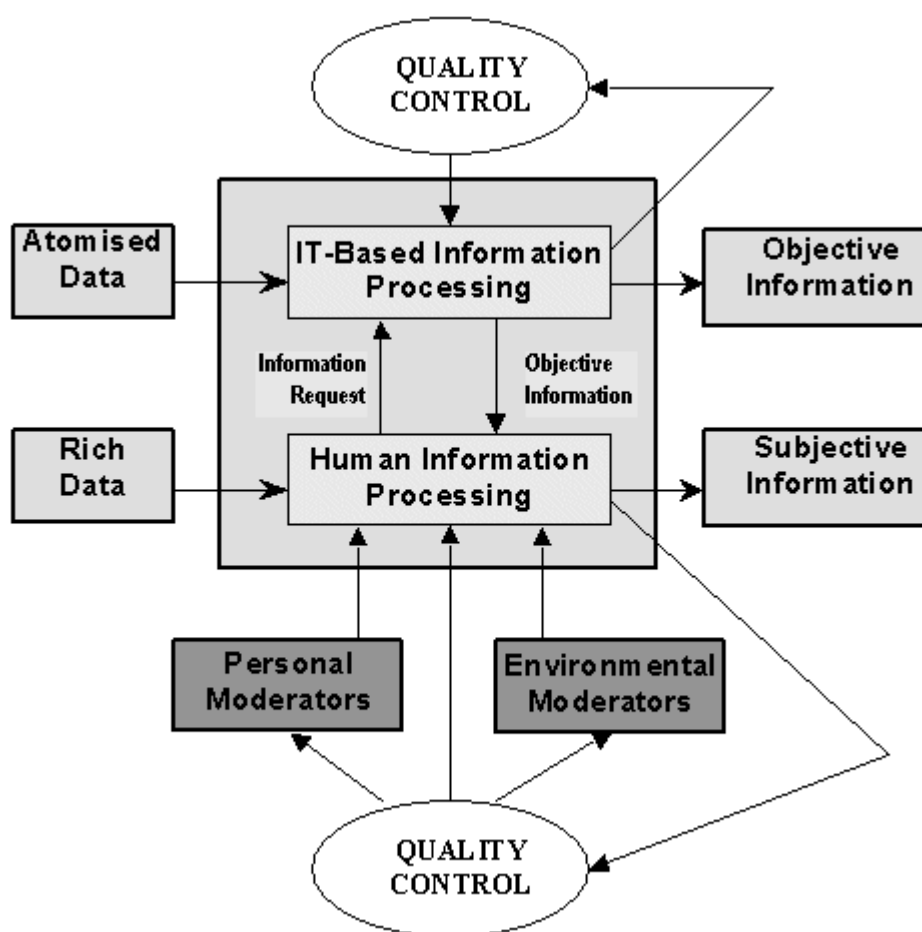 QUALITY
CONTROL
Atomised
Data
IT-Based Information
Processing
Objective
Information
Information
Request
Objective
Information
Rich
Data
Human Information
Processing
Subjective
Information
Personal
Moderators
Environmental
Moderators
QUALITY
CONTROL